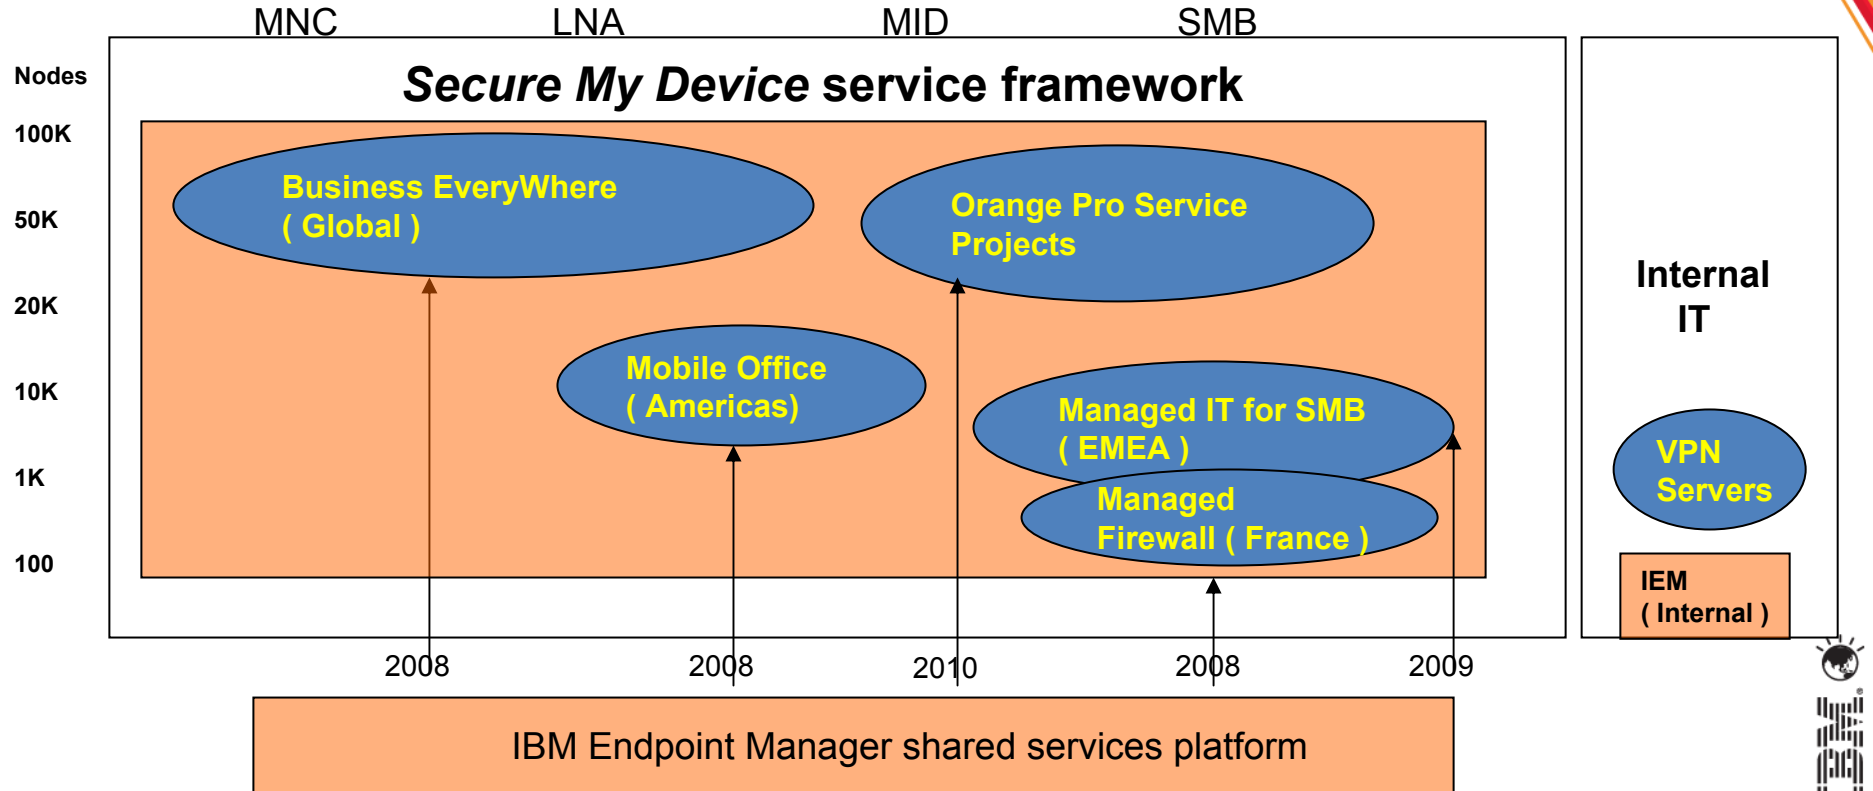 MNC LNA MID SMB
Nodes
Secure My Device service framework
100K
50K
20K
10K
1K
100
Business EveryWhere
( Global )
Orange Pro Service
Projects
Mobile Office
( Americas)
Managed IT for SMB
( EMEA )
Managed
Firewall ( France )
Internal
IT
VPN
Servers
IEM
( Internal )
2008 2008 2010 2008 2009
IBM Endpoint Manager shared services platform
IBM
®